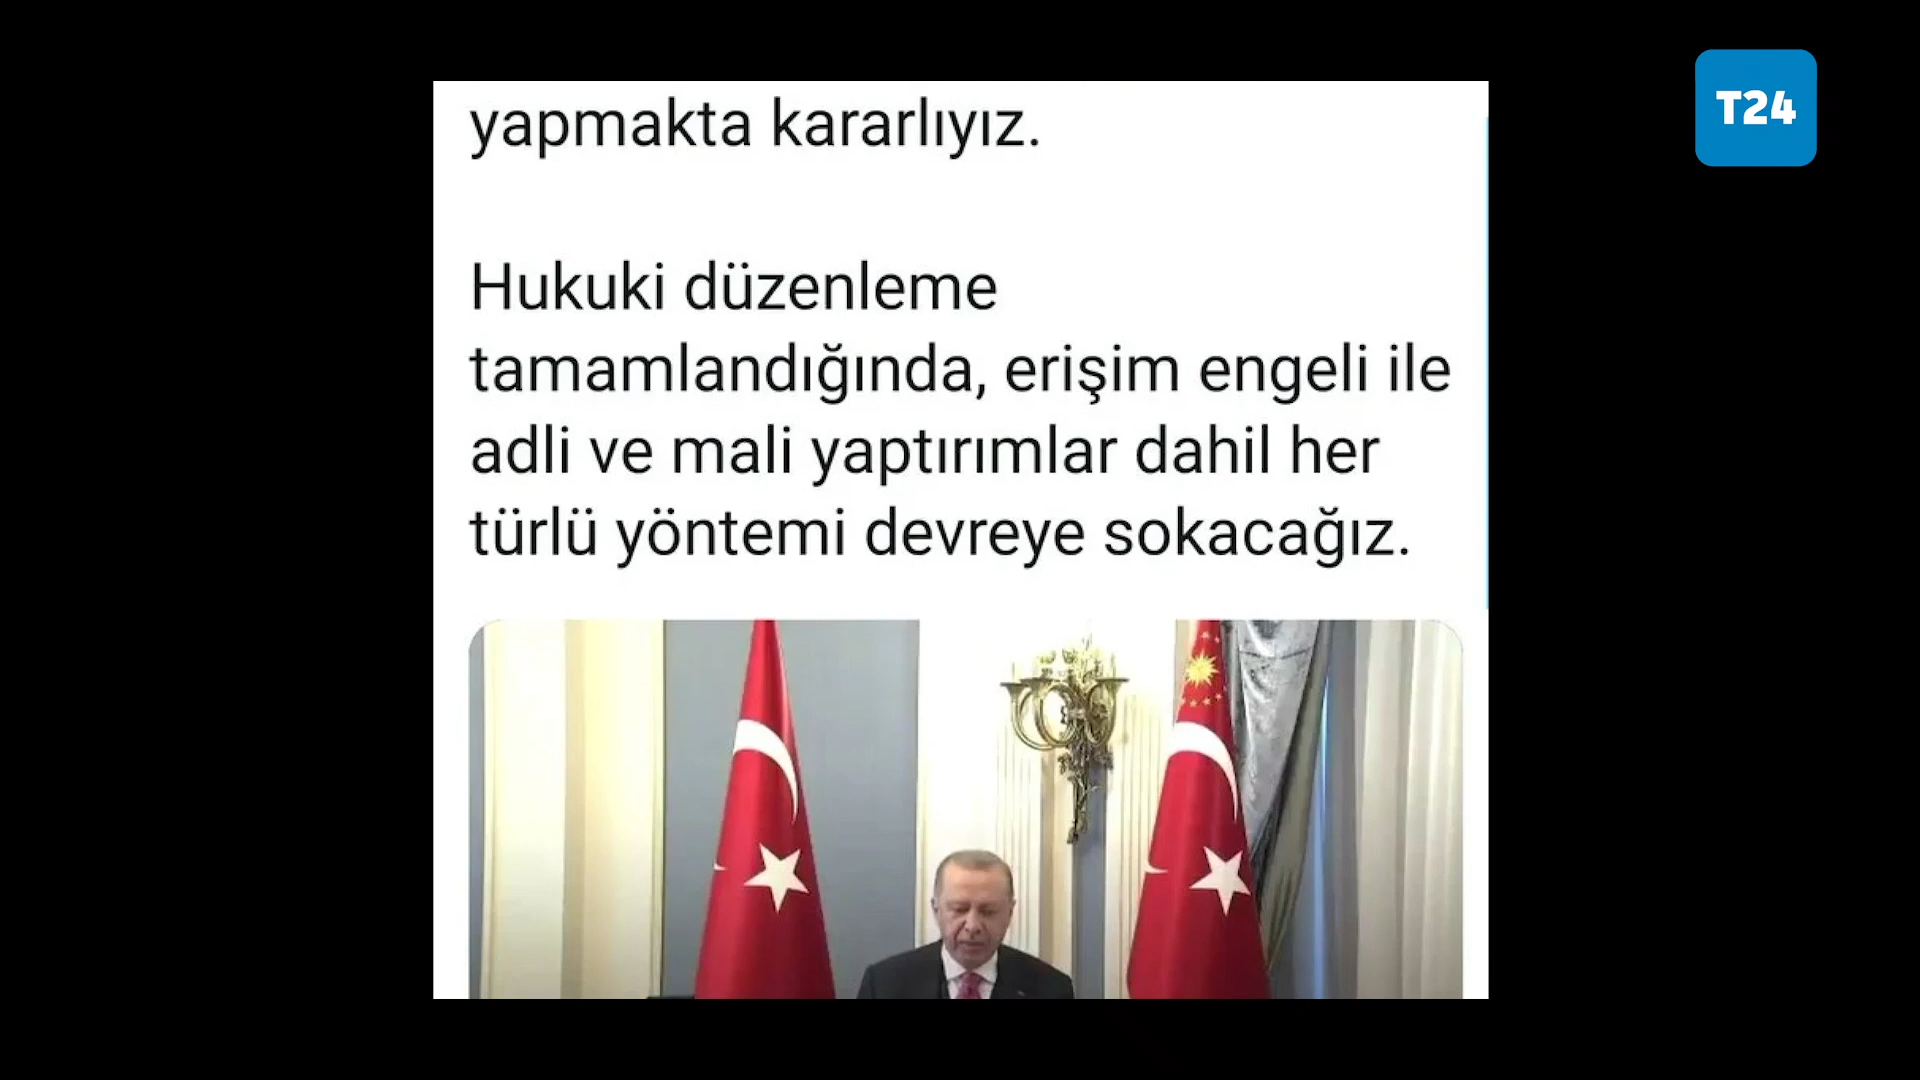 yapmakta kararlıyız.
Hukuki düzenleme
tamamlandığında, erişim engeli ile
adli ve mali yaptırımlar dahil her
türlü yöntemi devreye sokacağız.
T24